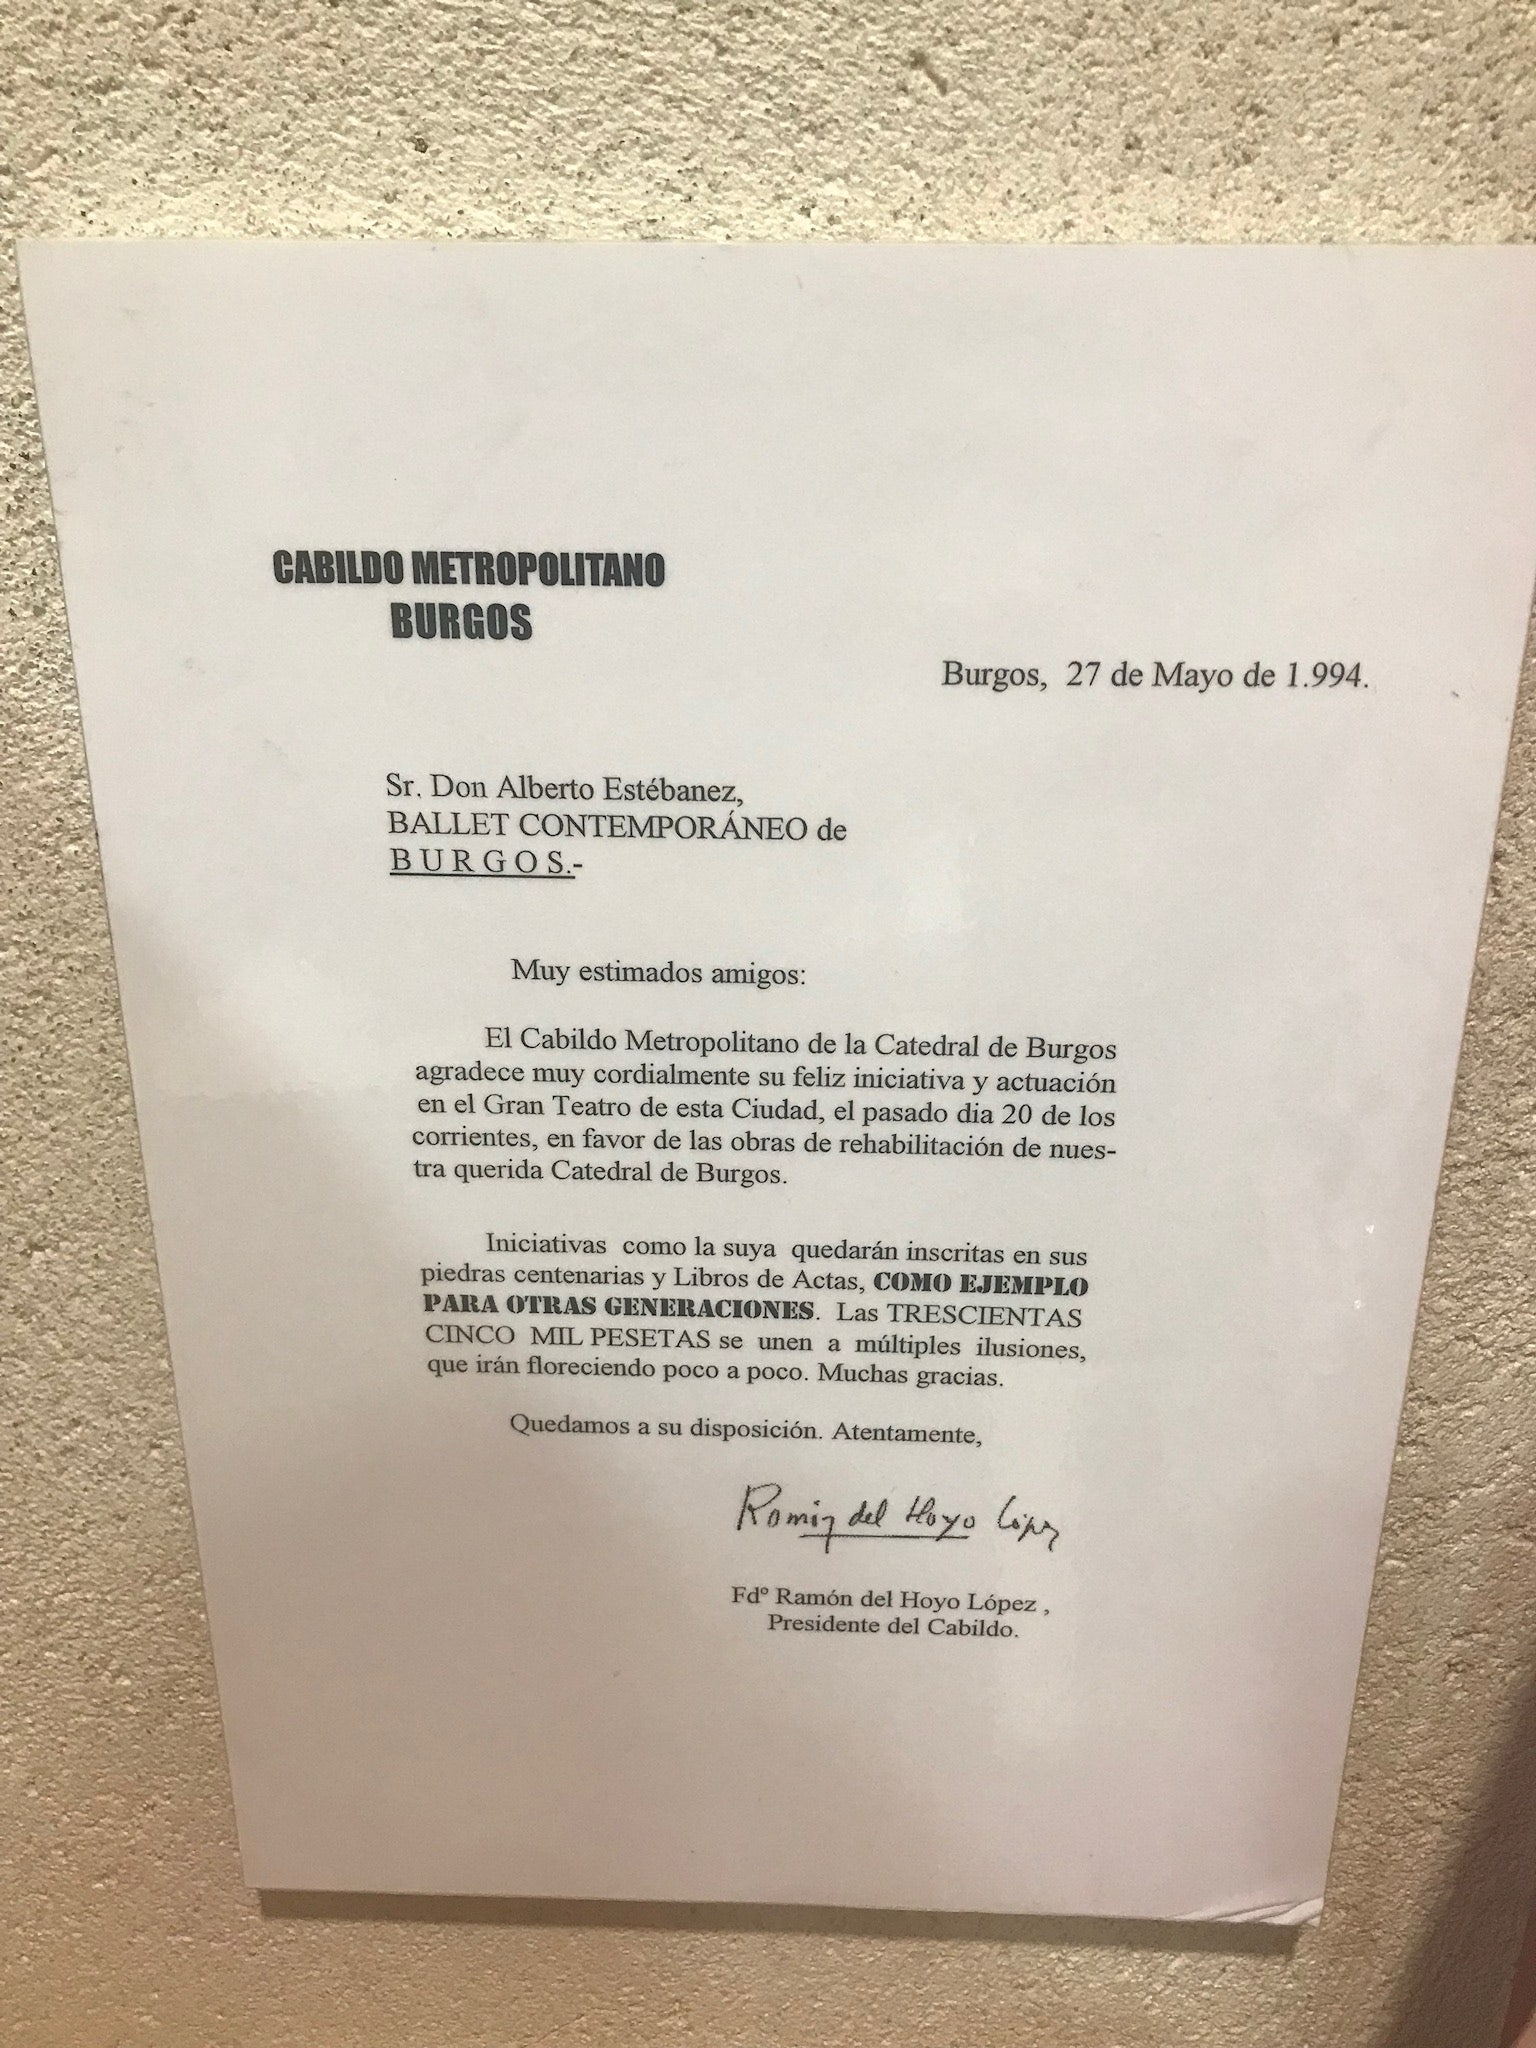 CABILDO METROPOLITANO
BURGOS
Burgos, 27 de Mayo de 1.994.
Sr. Don Alberto Estébanez,
BALLET CONTEMPORÁNEO de
B U R G O S.-
Muy estimados amigos:
El Cabildo Metropolitano de la Catedral de Burgos
agradece muy cordialmente su feliz iniciativa y actuación
en el Gran Teatro de esta Ciudad, el pasado dia 20 de los
corrientes, en favor de las obras de rehabilitación de nues-
tra querida Catedral de Burgos.
Iniciativas como la suya quedarán inscritas en sus
piedras centenarias y Libros de Actas, COMO EJEMPLO
PARA OTRAS GENERACIONES. Las TRESCIENTAS
CINCO MIL PESETAS se unen a múltiples ilusiones,
que irán floreciendo poco a poco. Muchas gracias.
Quedamos a su disposición. Atentamente,
Ramón del Hoyo López
Fdº Ramón del Hoyo López ,
Presidente del Cabildo.